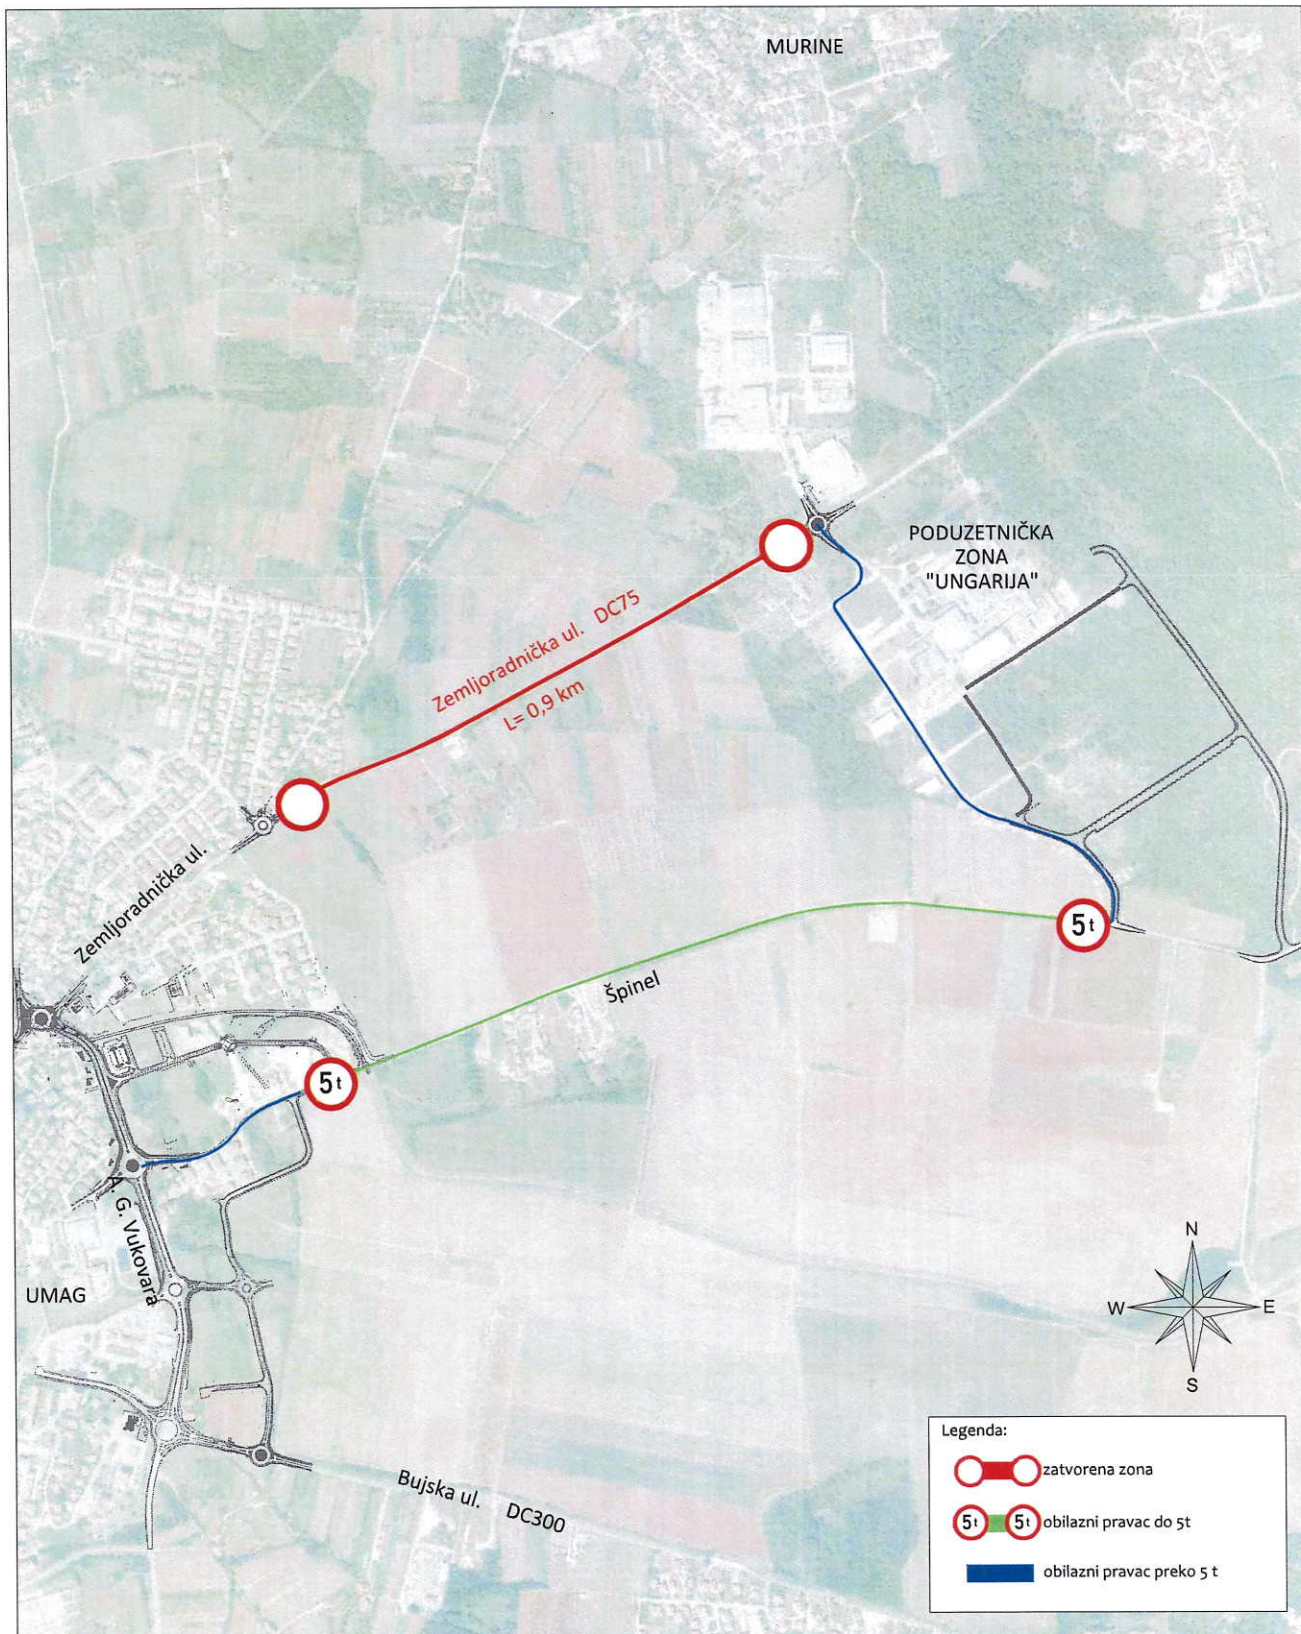 MURINE
PODUZETNIČKA
ZONA
"UNGARIJA"
Zemljoradnička ul. DC75
L= 0,9 km
Zemljoradnička ul.
5t
Špinel
5t
A. G. Vukovara
UMAG
N
W
E
S
Bujska ul. DC300
Legenda:
zatvorena zona
5t 5t obilazni pravac do 5t
obilazni pravac preko 5 t